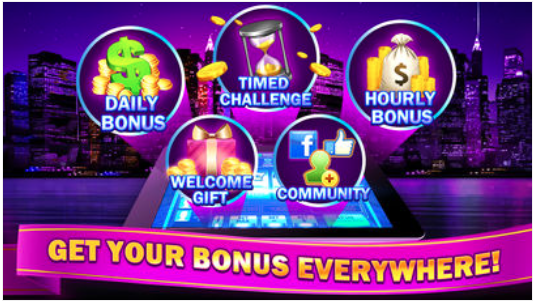 DAILY
BONUS
TIMED
CHALLENGE
HOURLY
BONUS
WELCOME
GIFT
f
COMMUNITY
GET YOUR BONUS EVERYWHERE!